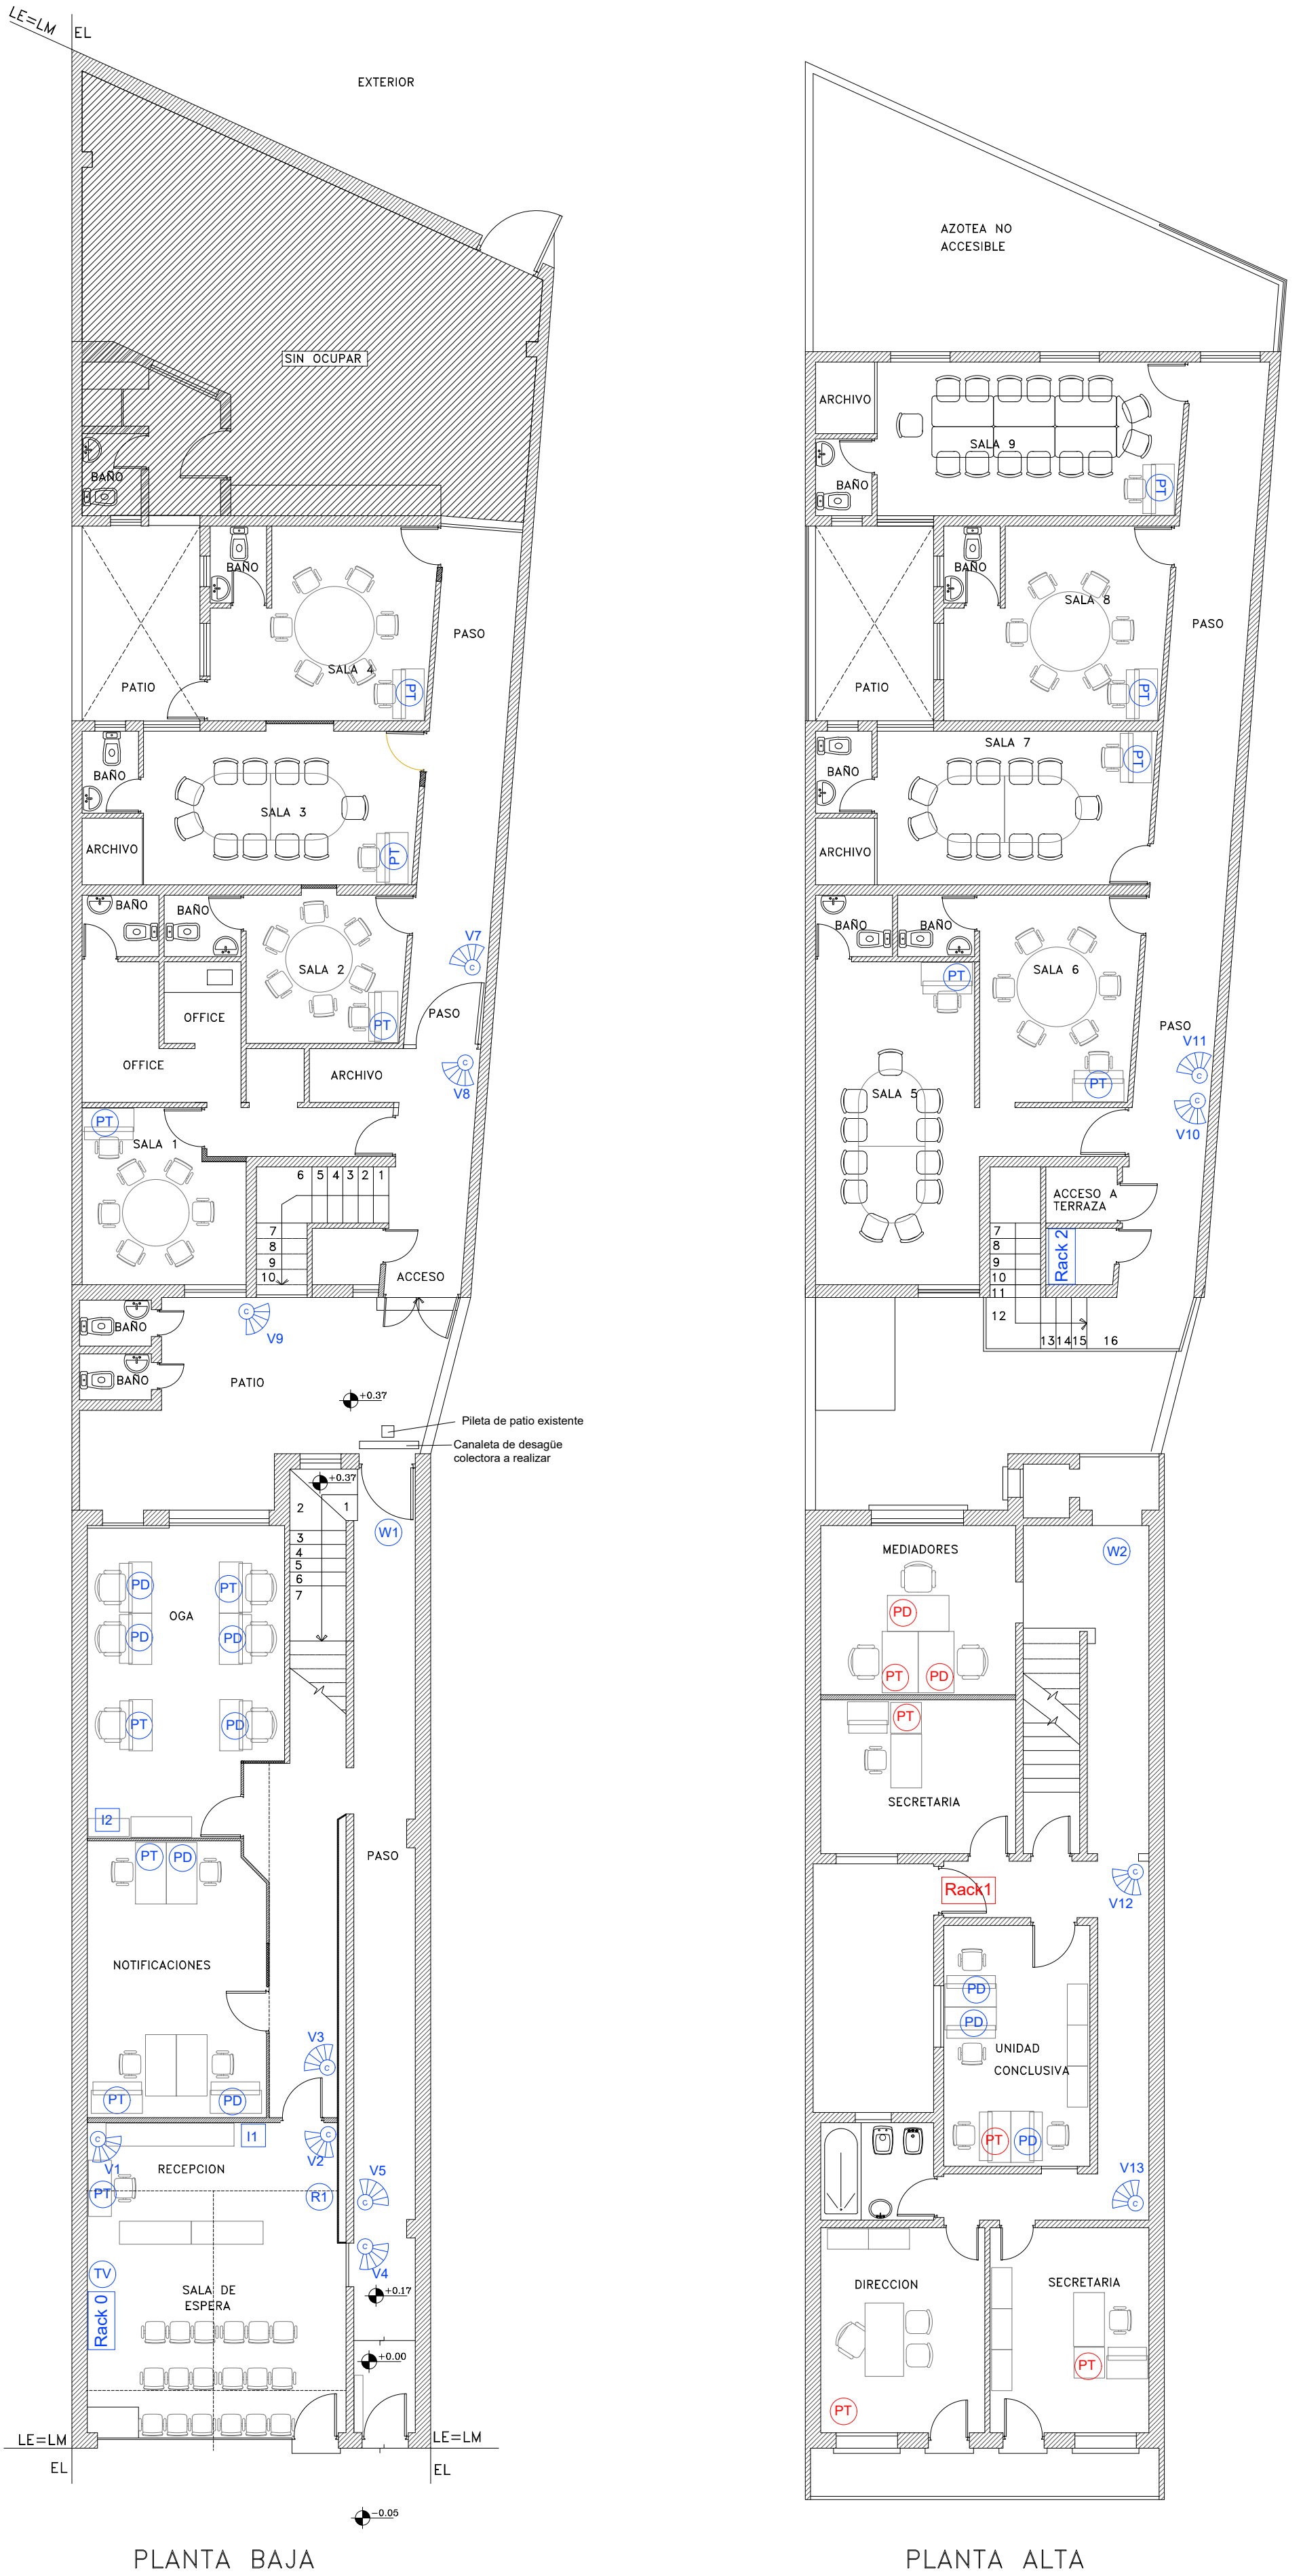 LE=LM
EL
EXTERIOR
SIN OCUPAR
BAÑO
BAÑO
PASO
SALA 4
PATIO
PT
BAÑO
SALA 3
ARCHIVO
PT
BAÑO
BAÑO
V7
SALA 2
C
OFFICE
PT
PASO
OFFICE
C
ARCHIVO
V8
PT
SALA 1
6 5 4 3 2 1
7
8
9
10
ACCESO
C
BAÑO
V9
BAÑO
PATIO
+0.37
Pileta de patio existente
Canaleta de desagüe
colectora a realizar
+0.37
2
1
W1
3
4
5
6
7
PD
PT
OGA
PD
PD
PT
PD
I2
PT
PD
PASO
NOTIFICACIONES
V3
C
PT
PD
I1
C
C
V1
V2
RECEPCION
V5
PT
R1
C
C
V4
TV
SALA DE
ESPERA
Rack 0
+0.17
+0.00
LE=LM
LE=LM
EL
EL
-0.05
PLANTA BAJA
AZOTEA NO
ACCESIBLE
ARCHIVO
SALA 9
BAÑO
PT
BAÑO
SALA 8
PASO
PATIO
PT
SALA 7
PT
BAÑO
ARCHIVO
BAÑO
BAÑO
PT
SALA 6
PASO
V11
C
PT
SALA 5
C
V10
ACCESO A
TERRAZA
7
8
9
10
11
12
Rack 2
13 14 15 16
MEDIADORES
W2
PD
PT
PD
PT
SECRETARIA
C
Rack1
V12
PD
PD
UNIDAD
CONCLUSIVA
PT
PD
V13
C
DIRECCION
SECRETARIA
PT
PT
PLANTA ALTA